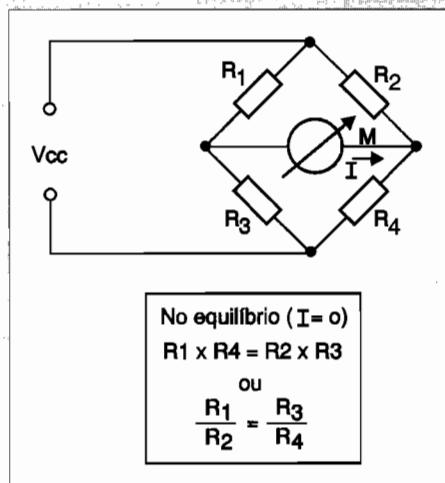 R1
R2
Vcc
M
I
R3
R4
No equilíbrio (I= o)
R1 x R4 = R2 x R3
ou
R1/R2 = R3/R4